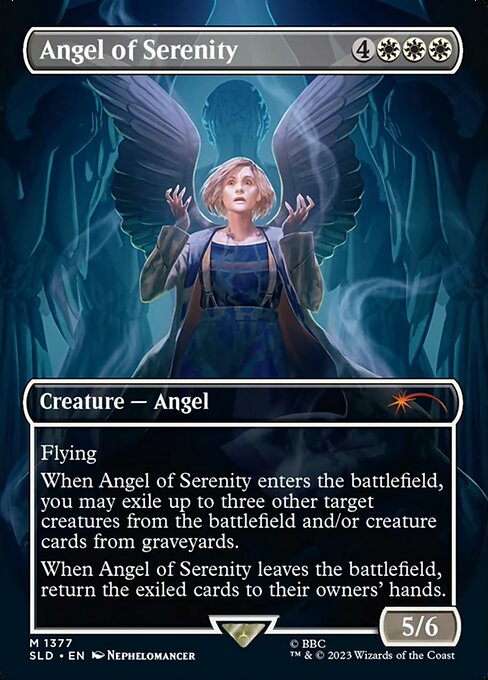 Angel of Serenity 4
Creature — Angel
Flying
When Angel of Serenity enters the battlefield,
you may exile up to three other target
creatures from the battlefield and/or creature
cards from graveyards.
When Angel of Serenity leaves the battlefield,
return the exiled cards to their owners' hands.
5/6
M 1377
SLD • EN Nephelomancer
© BBC
™ & © 2023 Wizards of the Coast